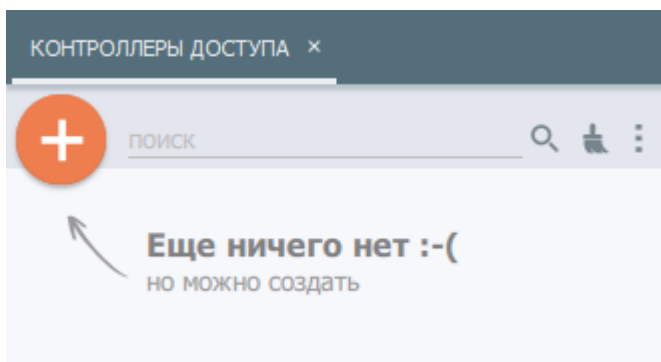 КОНТРОЛЛЕРЫ ДОСТУПА ×
поиск
Еще ничего нет :-(
но можно создать